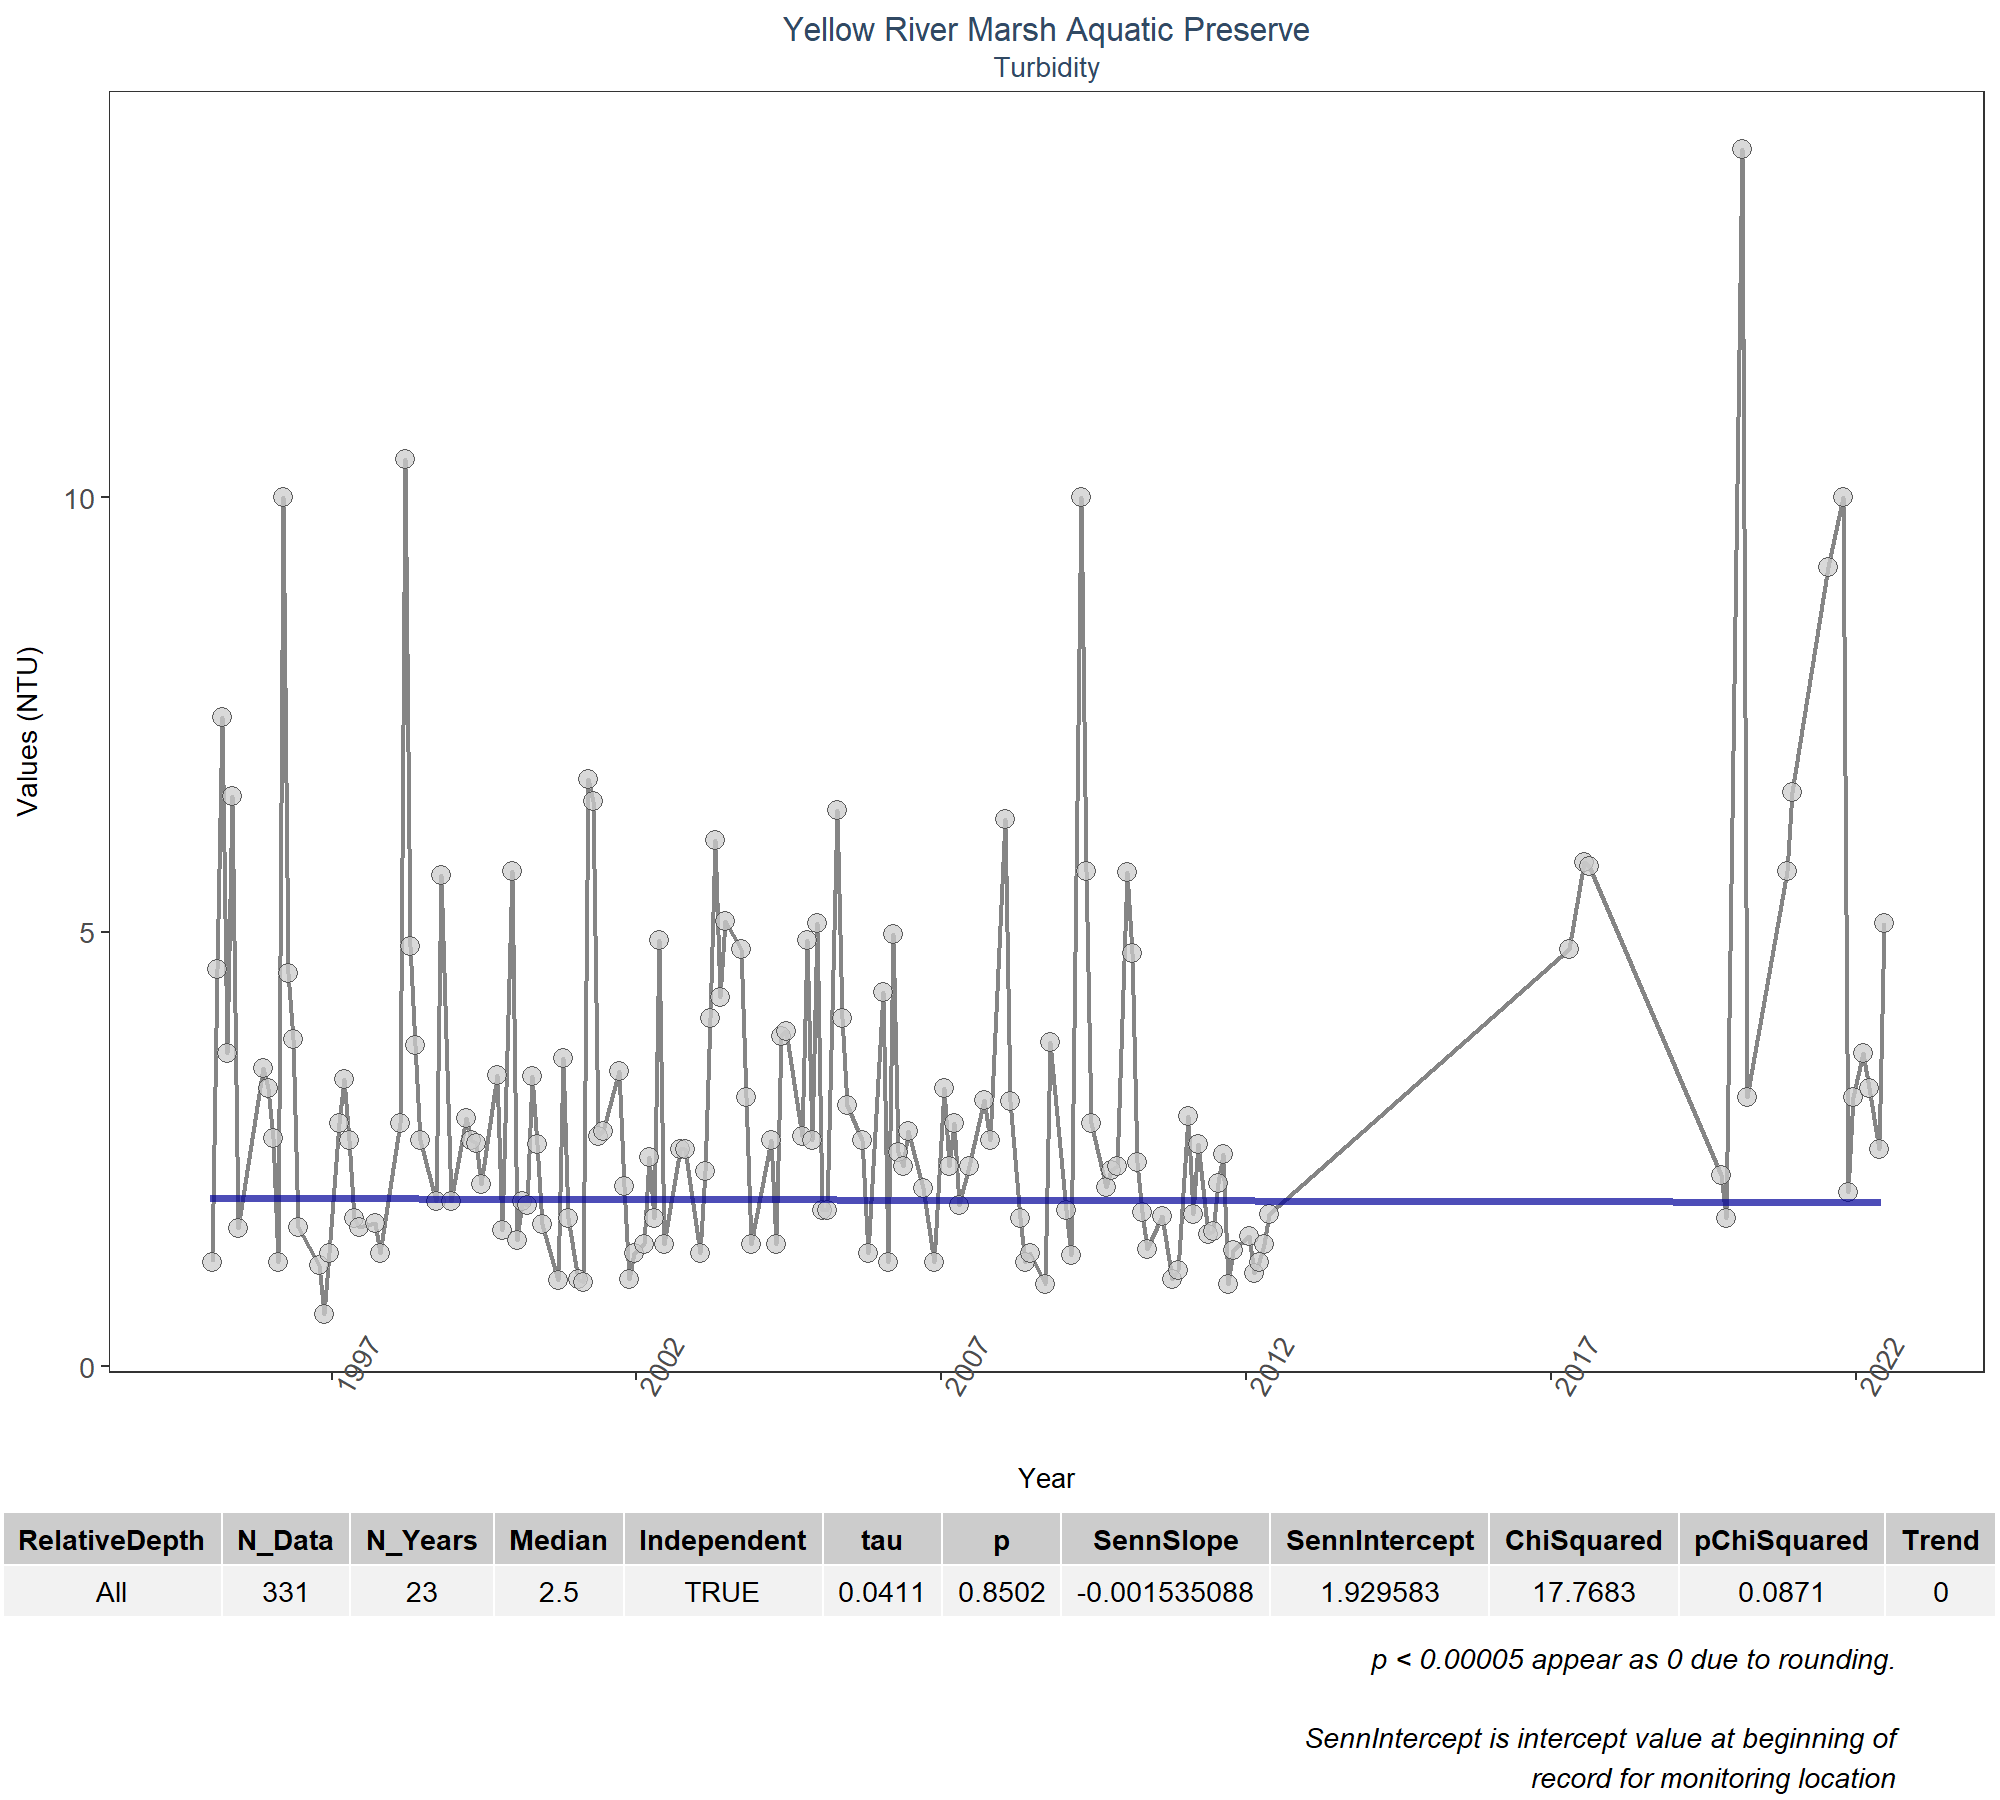 Yellow River Marsh Aquatic Preserve
Turbidity
Values (NTU)
10
5
0
1997 2002 2007 2012 2017 2022
Year
RelativeDepth N_Data N_Years Median Independent tau p SennSlope SennIntercept ChiSquared pChiSquared Trend
All 331 23 2.5 TRUE 0.0411 0.8502 -0.001535088 1.929583 17.7683 0.0871 0
p < 0.00005 appear as 0 due to rounding.
SennIntercept is intercept value at beginning of
record for monitoring location